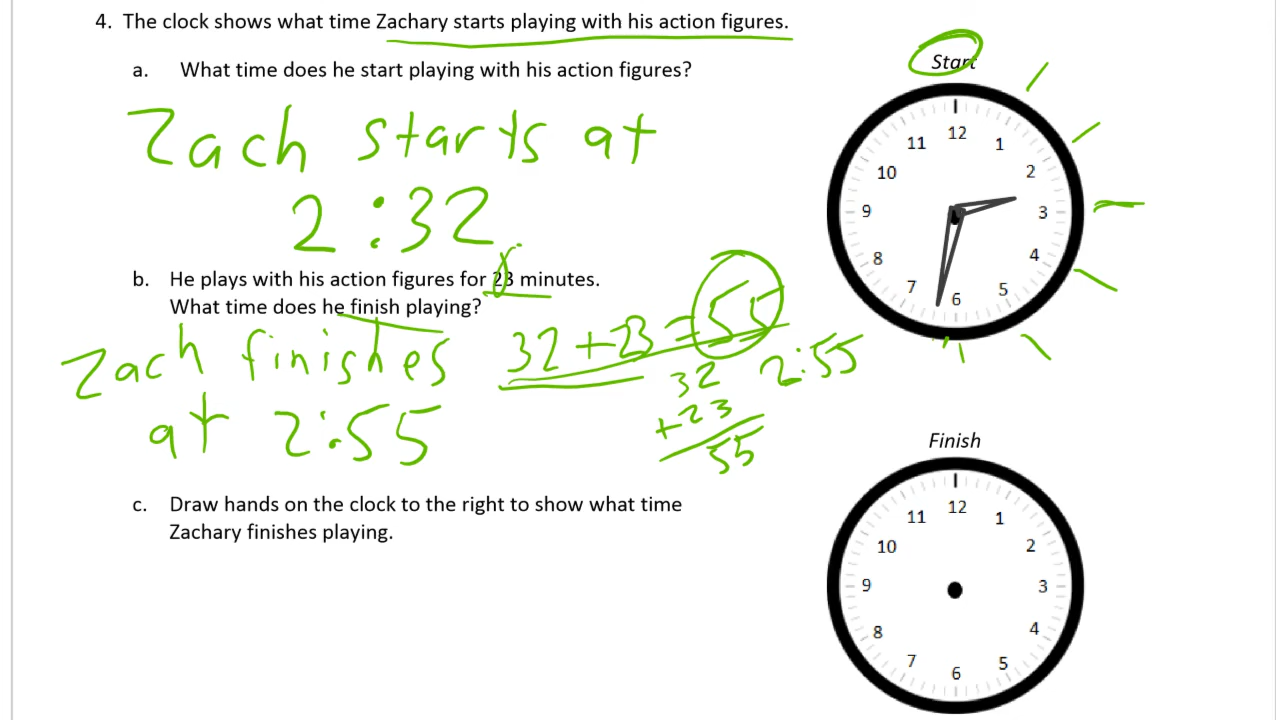 4. The clock shows what time Zachary starts playing with his action figures.
Start
a. What time does he start playing with his action figures?
Zach starts at
2:32
12
11 1
10 2
9 3
8 4
7 5
6
b. He plays with his action figures for 23 minutes.
What time does he finish playing?
Zach finishes
at 2:55
32+23=55
32
+23
55
2:55
Finish
c. Draw hands on the clock to the right to show what time
Zachary finishes playing.
12
11 1
10 2
9 3
8 4
7 5
6